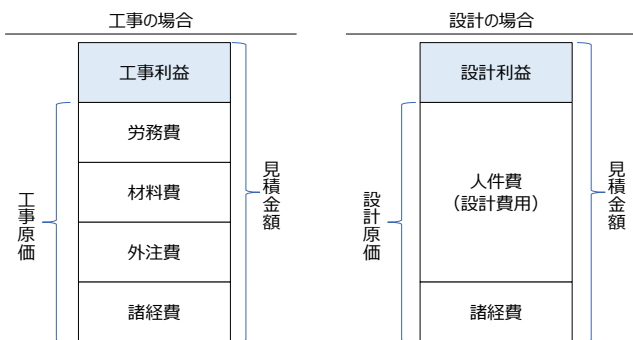 工事の場合
工事利益
労務費
材料費
外注費
諸経費
工事原価
見積金額
設計の場合
設計利益
人件費
（設計費用）
諸経費
設計原価
見積金額